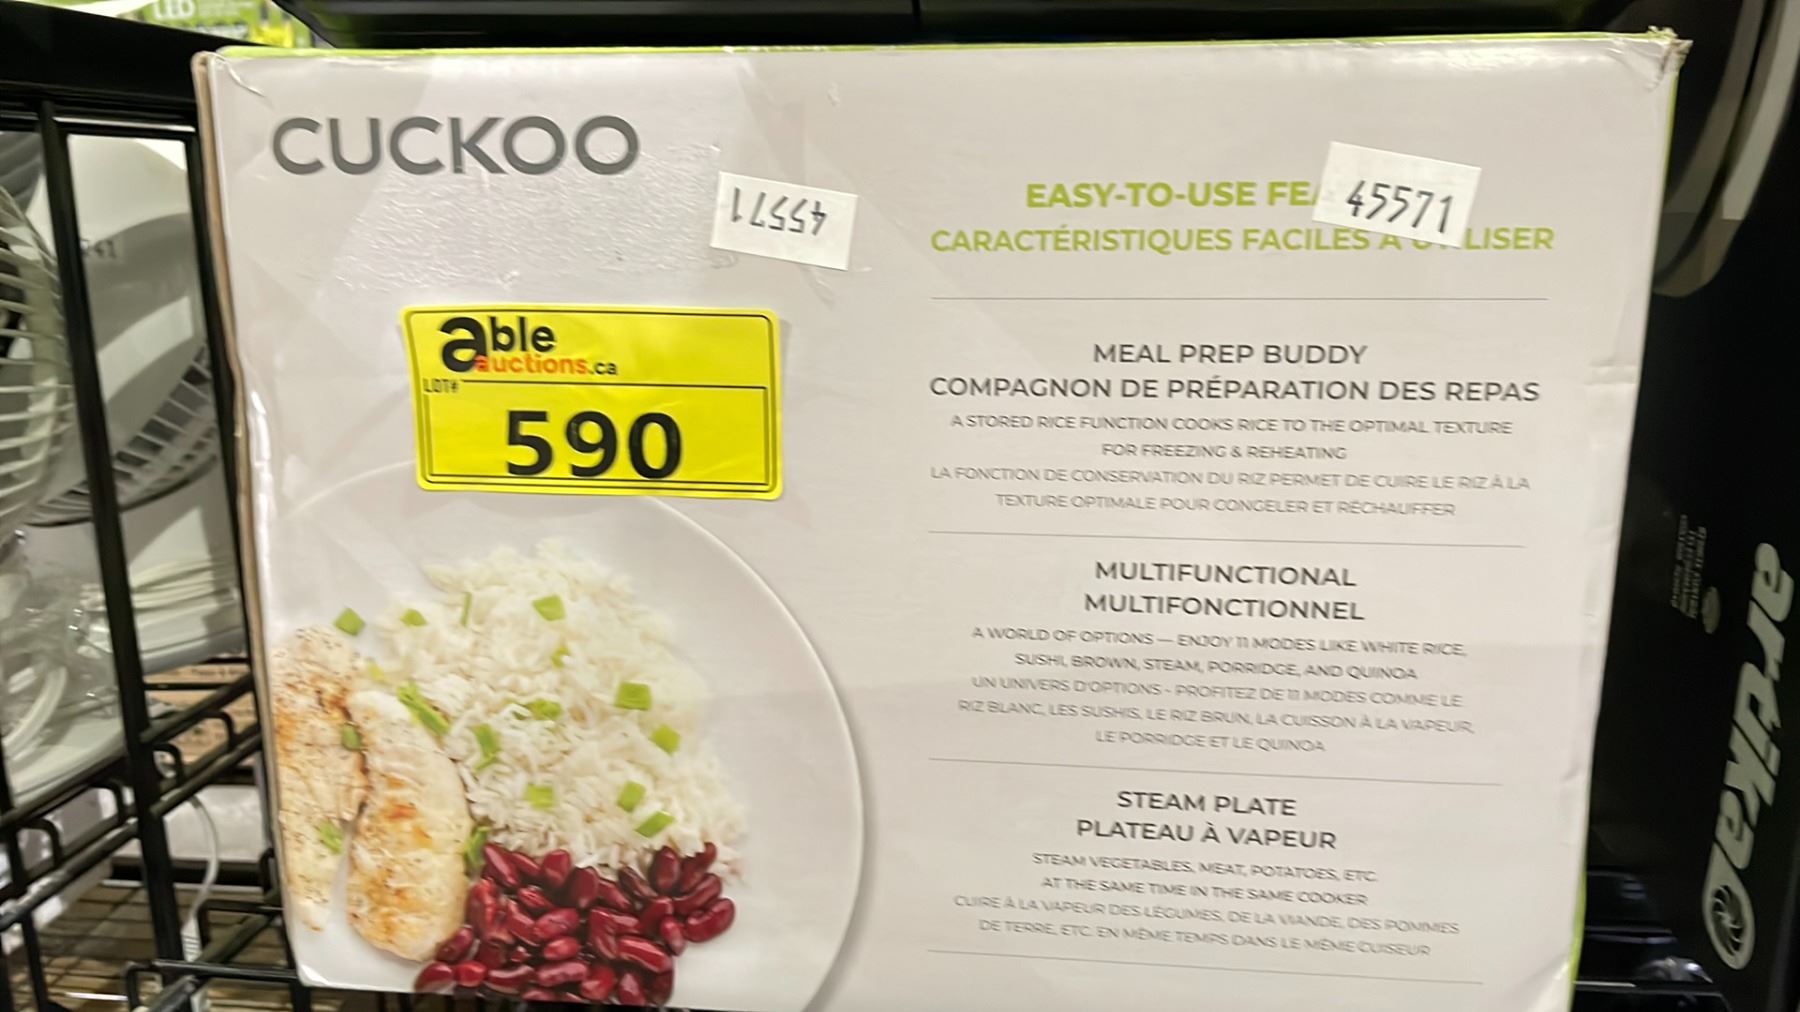 LED
CUCKOO
45571
45571
able
auctions.ca
LOT#
590
EASY-TO-USE FEA
CARACTÉRISTIQUES FACILES À U LISER
MEAL PREP BUDDY
COMPAGNON DE PRÉPARATION DES REPAS
A STORED RICE FUNCTION COOKS RICE TO THE OPTIMAL TEXTURE
FOR FREEZING & REHEATING
LA FONCTION DE CONSERVATION DU RIZ PERMET DE CUIRE LE RIZ À LA
TEXTURE OPTIMALE POUR CONGELER ET RÉCHAUFFER
MULTIFUNCTIONAL
MULTIFONCTIONNEL
A WORLD OF OPTIONS — ENJOY 11 MODES LIKE WHITE RICE,
SUSHI, BROWN, STEAM, PORRIDGE, AND QUINOA
UN UNIVERS D'OPTIONS - PROFITEZ DE 11 MODES COMME LE
RIZ BLANC, LES SUSHIS, LE RIZ BRUN, LA CUISSON À LA VAPEUR,
LE PORRIDGE ET LE QUINOA
STEAM PLATE
PLATEAU À VAPEUR
STEAM VEGETABLES, MEAT, POTATOES, ETC.
AT THE SAME TIME IN THE SAME COOKER
CUIRE À LA VAPEUR DES LÉGUMES, DE LA VIANDE, DES POMMES
DE TERRE, ETC. EN MÊME TEMPS DANS LE MÊME CUISEUR